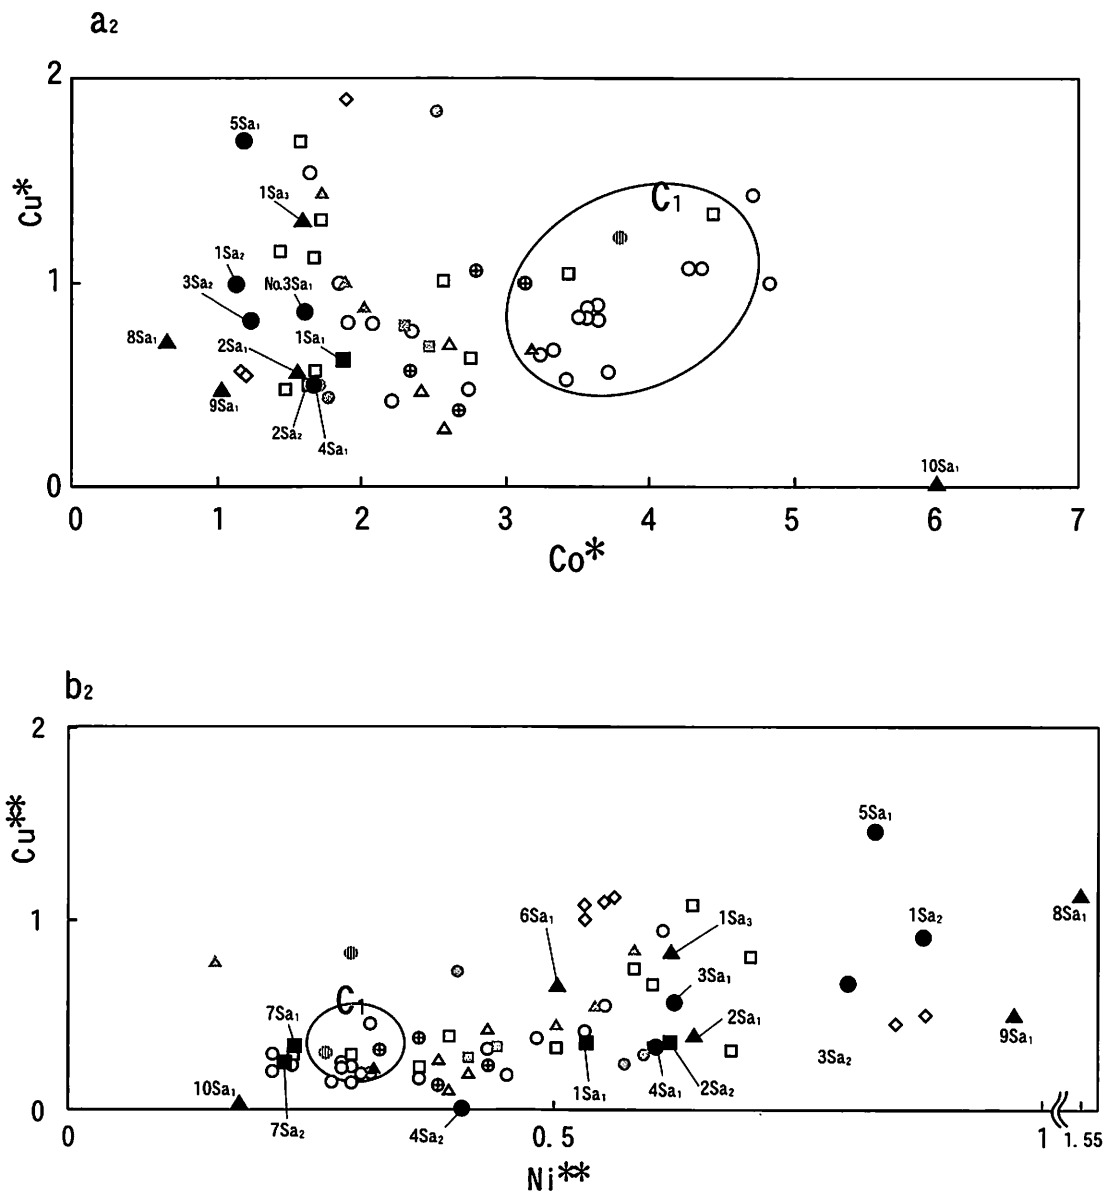 a₂
2
5Sa₁
Cu*
1Sa₃
C₁
1Sa₂
3Sa₂ No.3Sa₁
1
8Sa₁ 2Sa₁ 1Sa₁
9Sa₁
2Sa₂ 4Sa₁
10Sa₁
0
0 1 2 3 4 5 6 7
Co*
b₂
2
Cu**
5Sa₁
1
6Sa₁ 1Sa₃ 1Sa₂ 8Sa₁
C₁
3Sa₁
7Sa₁ 2Sa₁
9Sa₁
3Sa₂
10Sa₁ 1Sa₁ 4Sa₁ 2Sa₂
0
7Sa₂ 4Sa₂
0 0.5 1 1.55
Ni**